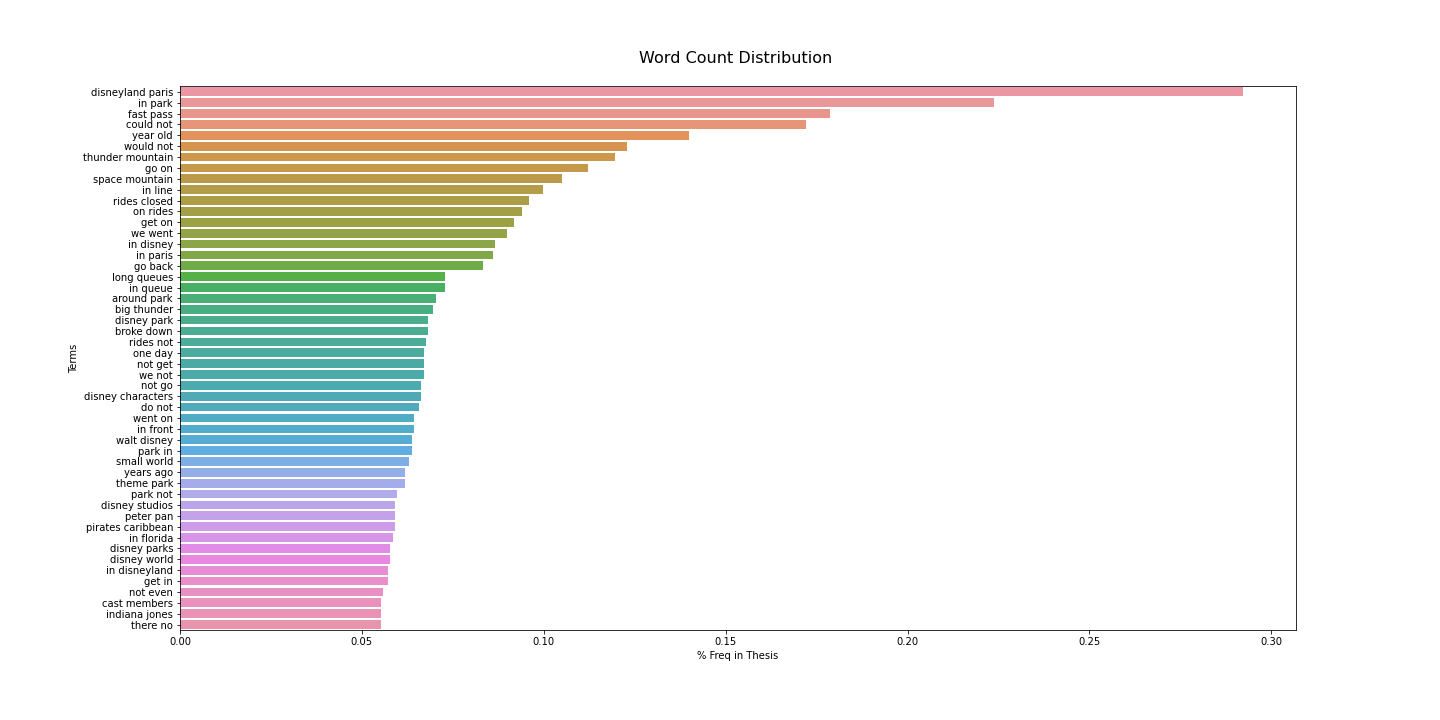 Word Count Distribution
disneyland paris
in park
fast pass
could not
year old
would not
thunder mountain
go on
space mountain
in line
rides closed
on rides
get on
we went
in disney
in paris
go back
long queues
in queue
around park
big thunder
disney park
broke down
rides not
one day
not get
we not
not go
disney characters
do not
went on
in front
walt disney
park in
small world
years ago
theme park
park not
disney studios
peter pan
pirates caribbean
in florida
disney parks
disney world
in disneyland
get in
not even
cast members
indiana jones
there no
Terms
0.00 0.05 0.10 0.15 0.20 0.25 0.30
% Freq in Thesis